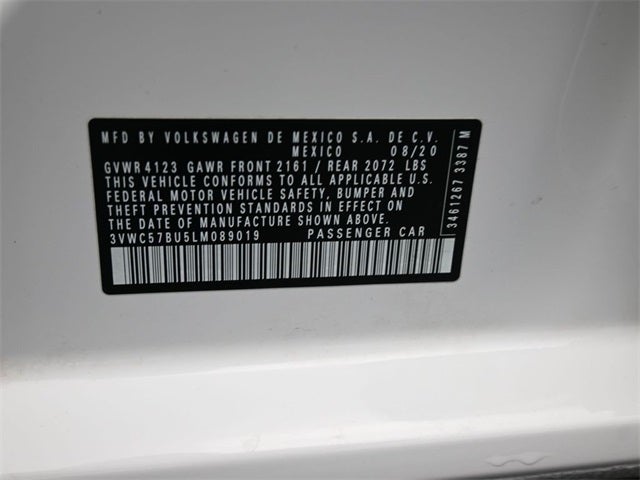 MFD BY VOLKSWAGEN DE MEXICO S.A. DE C.V.
MEXICO 08/20
GVWR 4123 GAWR FRONT 2161 / REAR 2072 LBS
THIS VEHICLE CONFORMS TO ALL APPLICABLE U.S.
FEDERAL MOTOR VEHICLE SAFETY, BUMPER AND
THEFT PREVENTION STANDARDS IN EFFECT ON
THE DATE OF MANUFACTURE SHOWN ABOVE.
3VWC57BU5LM089019 PASSENGER CAR
3461267 3387 M